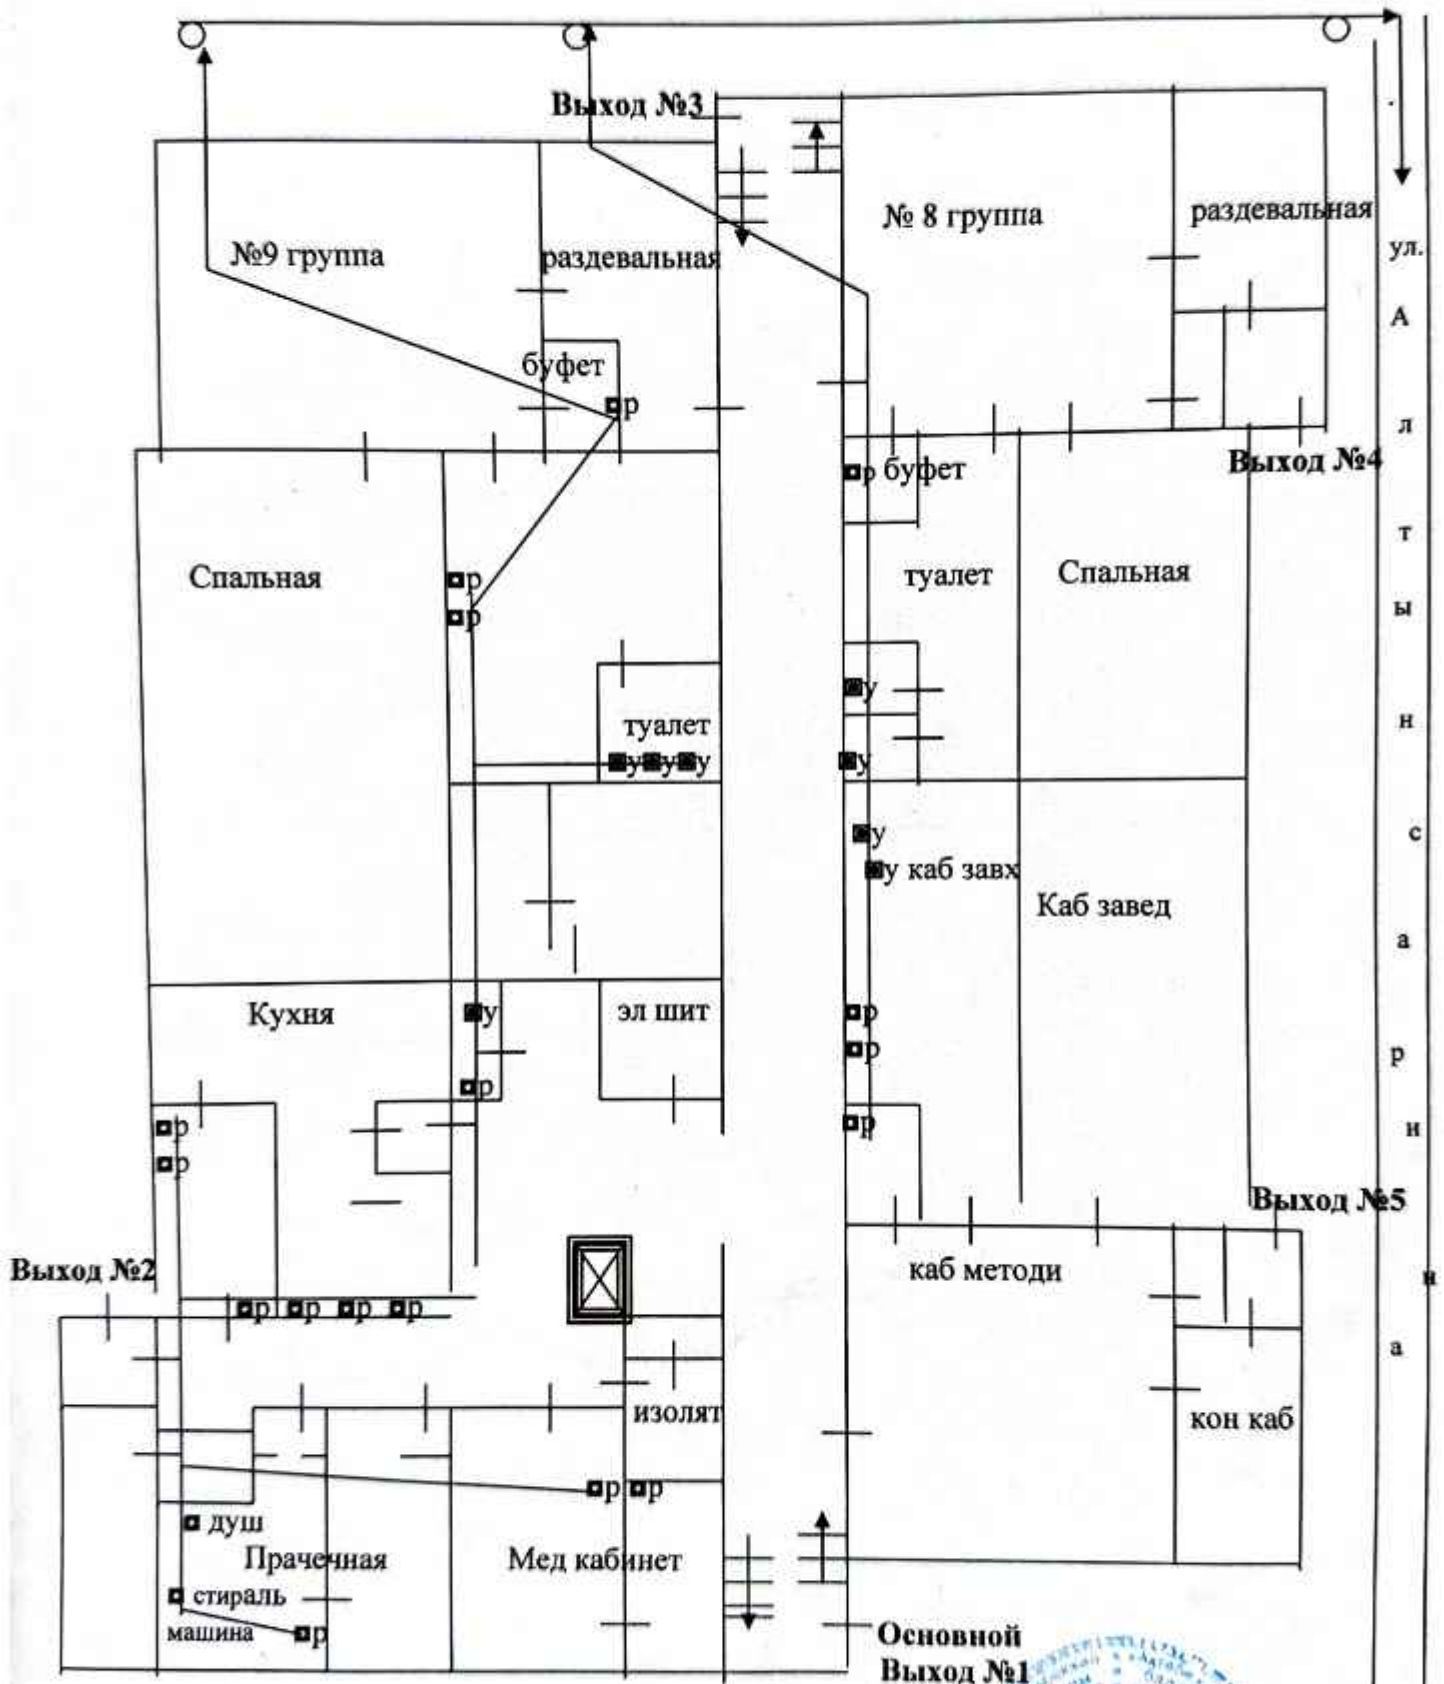 Выход №3
№ 8 группа
раздевальная
№9 группа
раздевальная
ул.
А
л
т
ы
н
с
а
р
и
н
а
буфет
р
Выход №4
р буфет
Спальная
р
р
туалет
Спальная
у
туалет
у у у
у
у
у каб завх
Каб завед
Кухня
у
эл шит
р
р
р
р
р
р
Выход №5
Выход №2
каб методи
р р р р
изолят
кон каб
р р
душ
Прачечная
Мед кабинет
стираль
машина
р
Основной
Выход №1